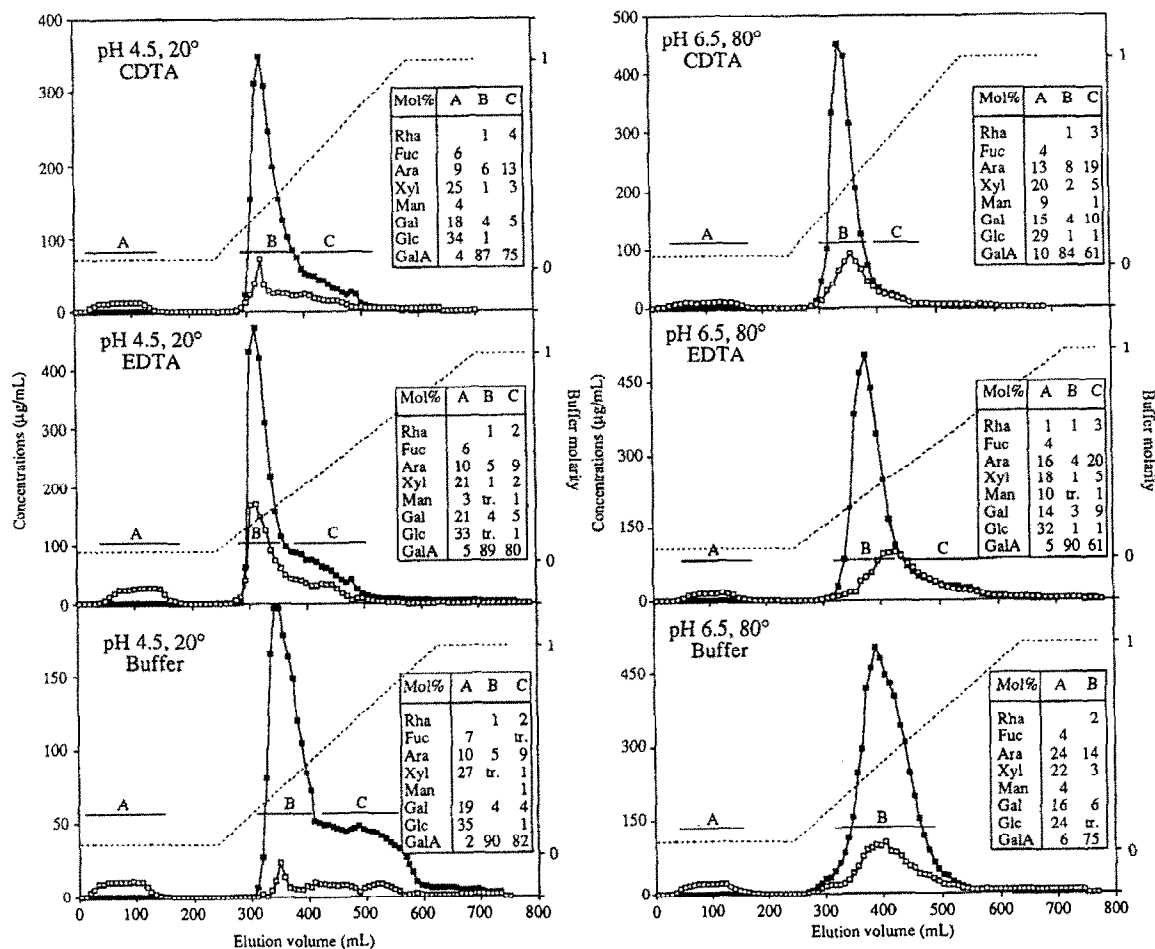 400
350
300
200
100
0
pH 4.5, 20°
CDTA
A
B
C
Mol% A B C
Rha 1 4
Fuc 6
Ara 9 6 13
Xyl 25 1 3
Man 4
Gal 18 4 5
Glc 34 1
GalA 4 87 75
1
0
500
450
400
300
200
100
0
pH 6.5, 80°
CDTA
A
B
C
Mol% A B C
Rha 1 3
Fuc 4
Ara 13 8 19
Xyl 20 2 5
Man 9 1
Gal 15 4 10
Glc 29 1 1
GalA 10 84 61
1
0
Concentrations (µg/mL)
400
300
200
100
0
pH 4.5, 20°
EDTA
A
B
C
Mol% A B C
Rha 1 2
Fuc 6
Ara 10 5 9
Xyl 21 1 2
Man 3 tr. 1
Gal 21 4 5
Glc 33 tr. 1
GalA 5 89 80
1
0
Buffer molarity
Concentrations (µg/mL)
450
300
150
0
pH 6.5, 80°
EDTA
A
B
C
Mol% A B C
Rha 1 1 3
Fuc 4
Ara 16 4 20
Xyl 18 1 5
Man 10 tr. 1
Gal 14 3 9
Glc 32 1 1
GalA 5 90 61
1
0
Buffer molarity
150
100
50
0
pH 4.5, 20°
Buffer
A
B
C
Mol% A B C
Rha 1 2
Fuc 7 tr.
Ara 10 5 9
Xyl 27 tr. 1
Man 1
Gal 19 4 4
Glc 35 1
GalA 2 90 82
1
0
0 100 200 300 400 500 600 700 800
Elution volume (mL)
450
300
150
0
pH 6.5, 80°
Buffer
A
B
Mol% A B
Rha 2
Fuc 4
Ara 24 14
Xyl 22 3
Man 4
Gal 16 6
Glc 24 tr.
GalA 6 75
1
0
0 100 200 300 400 500 600 700 800
Elution volume (mL)